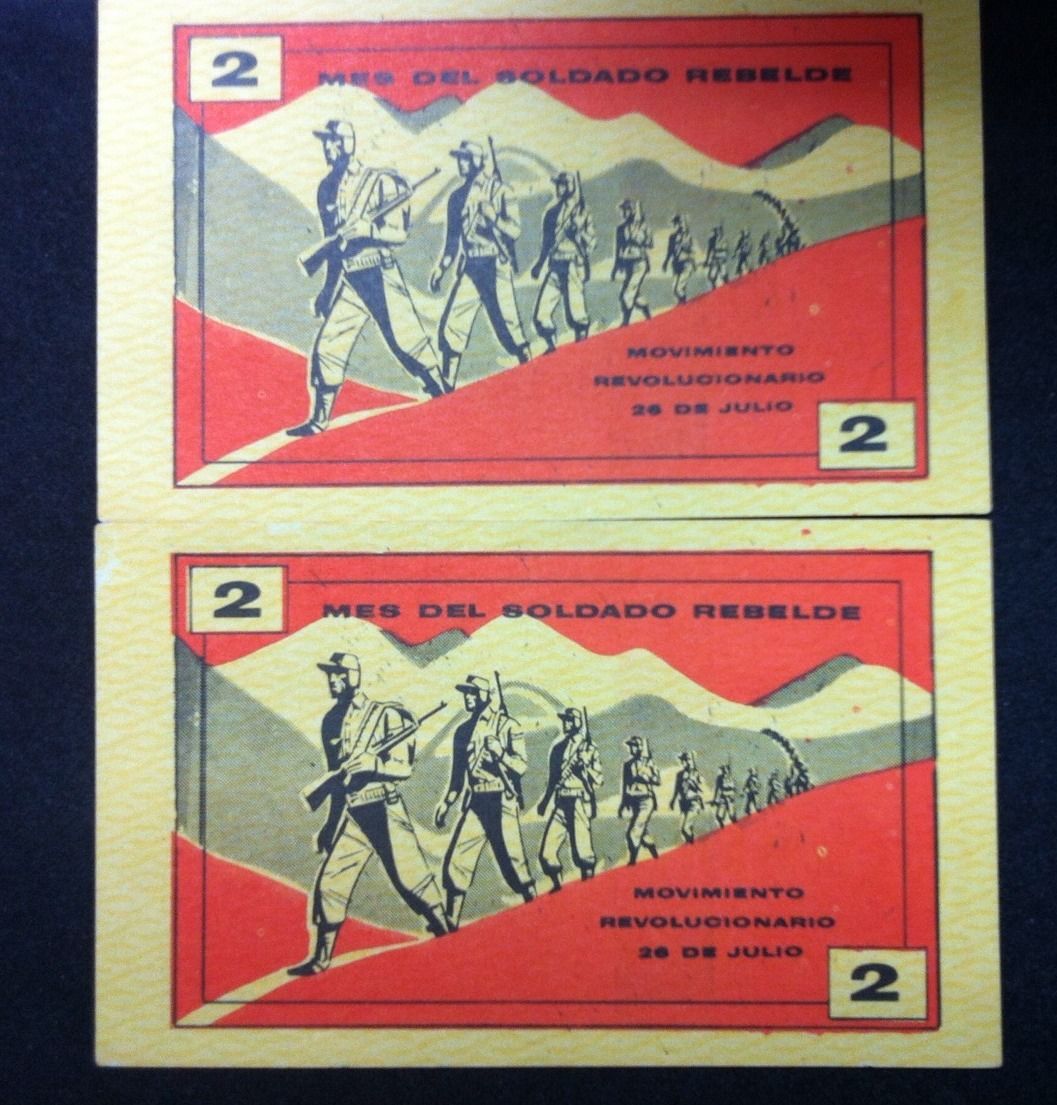 2
MES DEL SOLDADO REBELDE
MOVIMIENTO
REVOLUCIONARIO
26 DE JULIO
2
2
MES DEL SOLDADO REBELDE
MOVIMIENTO
REVOLUCIONARIO
26 DE JULIO
2